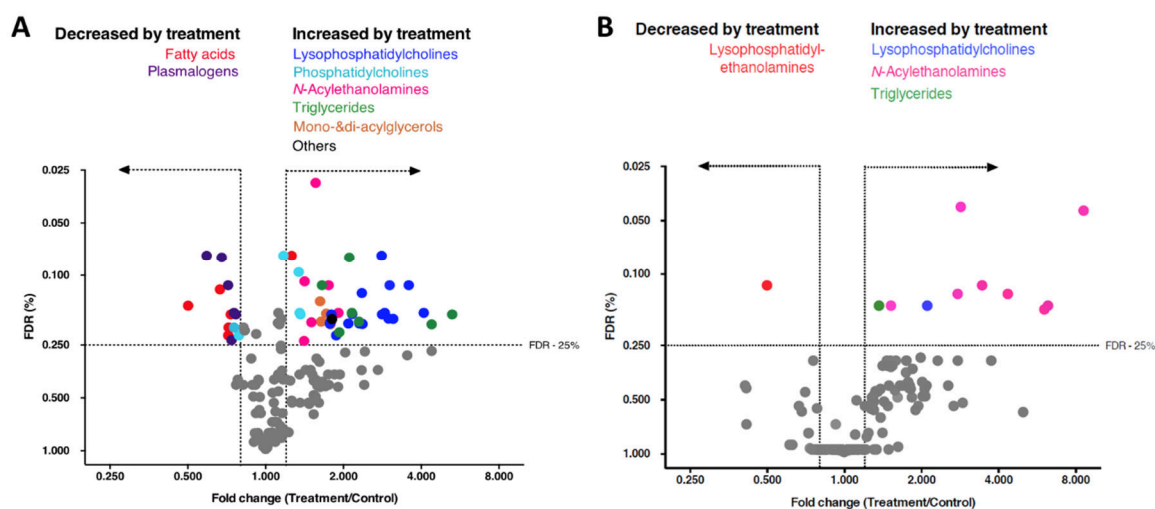 A
Decreased by treatment
Fatty acids
Plasmalogens
Increased by treatment
Lysophosphatidylcholines
Phosphatidylcholines
N-Acylethanolamines
Triglycerides
Mono-&di-acylglycerols
Others
FDR (%)
0.025
0.050
0.100
0.250
0.500
1.000
FDR - 25%
0.250
0.500
1.000
2.000
4.000
8.000
Fold change (Treatment/Control)
B
Decreased by treatment
Lysophosphatidyl-
ethanolamines
Increased by treatment
Lysophosphatidylcholines
N-Acylethanolamines
Triglycerides
FDR (%)
0.025
0.050
0.100
0.250
0.500
1.000
FDR - 25%
0.250
0.500
1.000
2.000
4.000
8.000
Fold change (Treatment/Control)